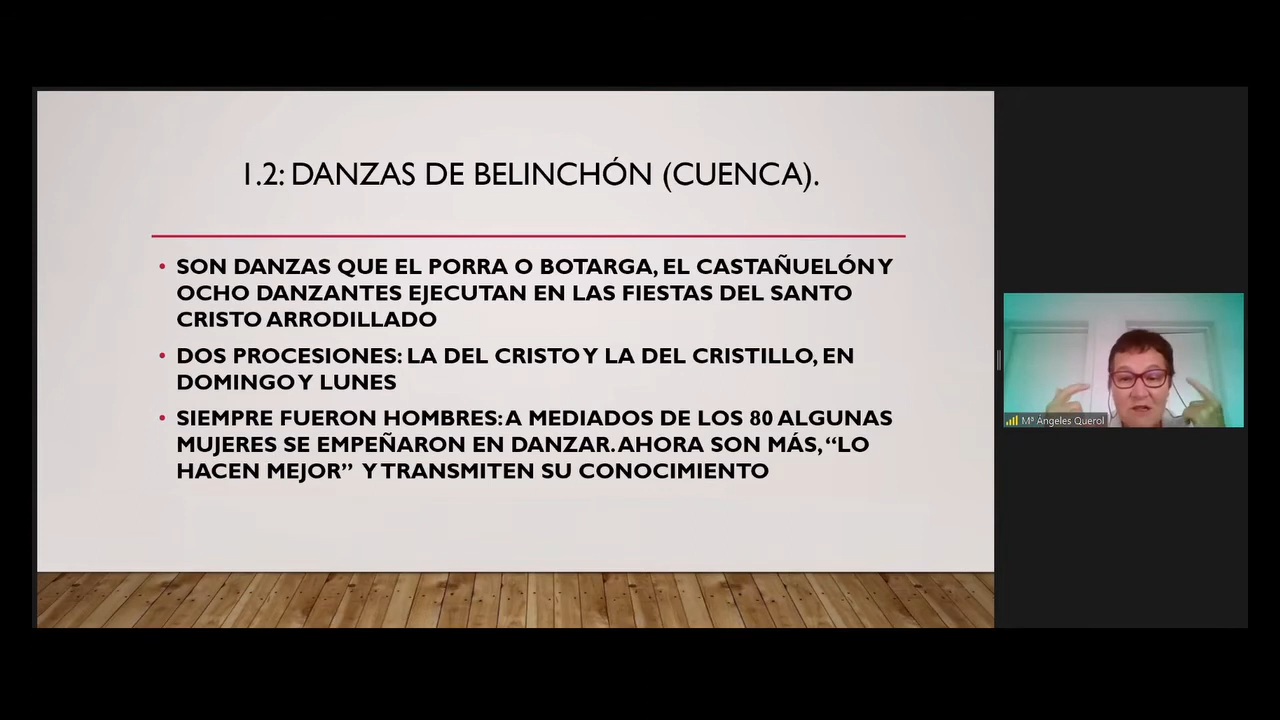 1.2: DANZAS DE BELINCHÓN (CUENCA).
• SON DANZAS QUE EL PORRA O BOTARGA, EL CASTAÑUELÓN Y
OCHO DANZANTES EJECUTAN EN LAS FIESTAS DEL SANTO
CRISTO ARRODILLADO
• DOS PROCESIONES: LA DEL CRISTO Y LA DEL CRISTILLO, EN
DOMINGO Y LUNES
• SIEMPRE FUERON HOMBRES: A MEDIADOS DE LOS 80 ALGUNAS
MUJERES SE EMPEÑARON EN DANZAR. AHORA SON MÁS, “LO
HACEN MEJOR” Y TRANSMITEN SU CONOCIMIENTO
Mª Ángeles Querol